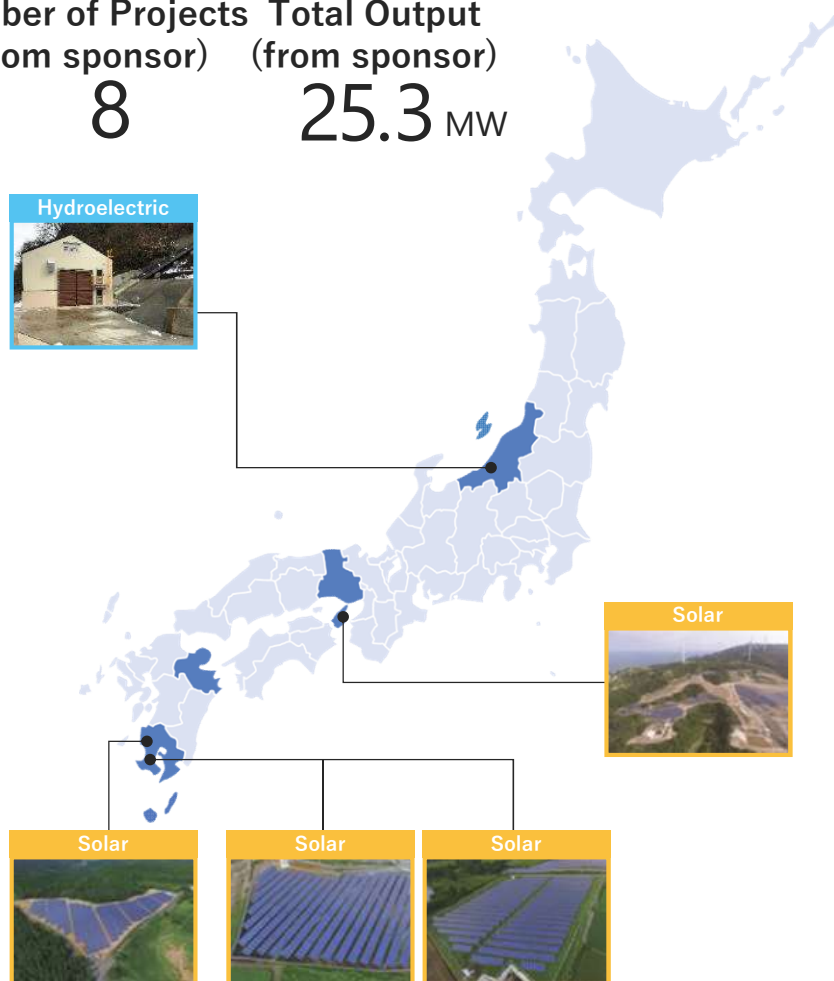 ber of Projects Total Output
om sponsor) (from sponsor)
8 25.3 MW
Hydroelectric
Solar
Solar Solar Solar